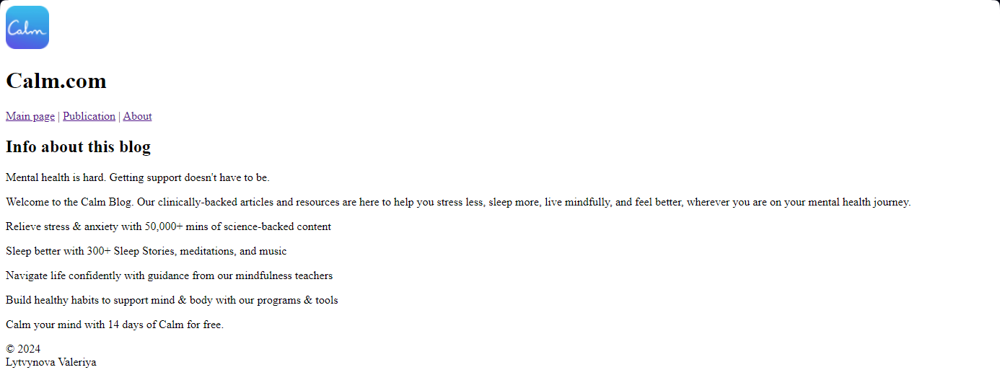 Calm
Calm.com
Main page | Publication | About
Info about this blog
Mental health is hard. Getting support doesn't have to be.
Welcome to the Calm Blog. Our clinically-backed articles and resources are here to help you stress less, sleep more, live mindfully, and feel better, wherever you are on your mental health journey.
Relieve stress & anxiety with 50,000+ mins of science-backed content
Sleep better with 300+ Sleep Stories, meditations, and music
Navigate life confidently with guidance from our mindfulness teachers
Build healthy habits to support mind & body with our programs & tools
Calm your mind with 14 days of Calm for free.
© 2024
Lytvynova Valeriya